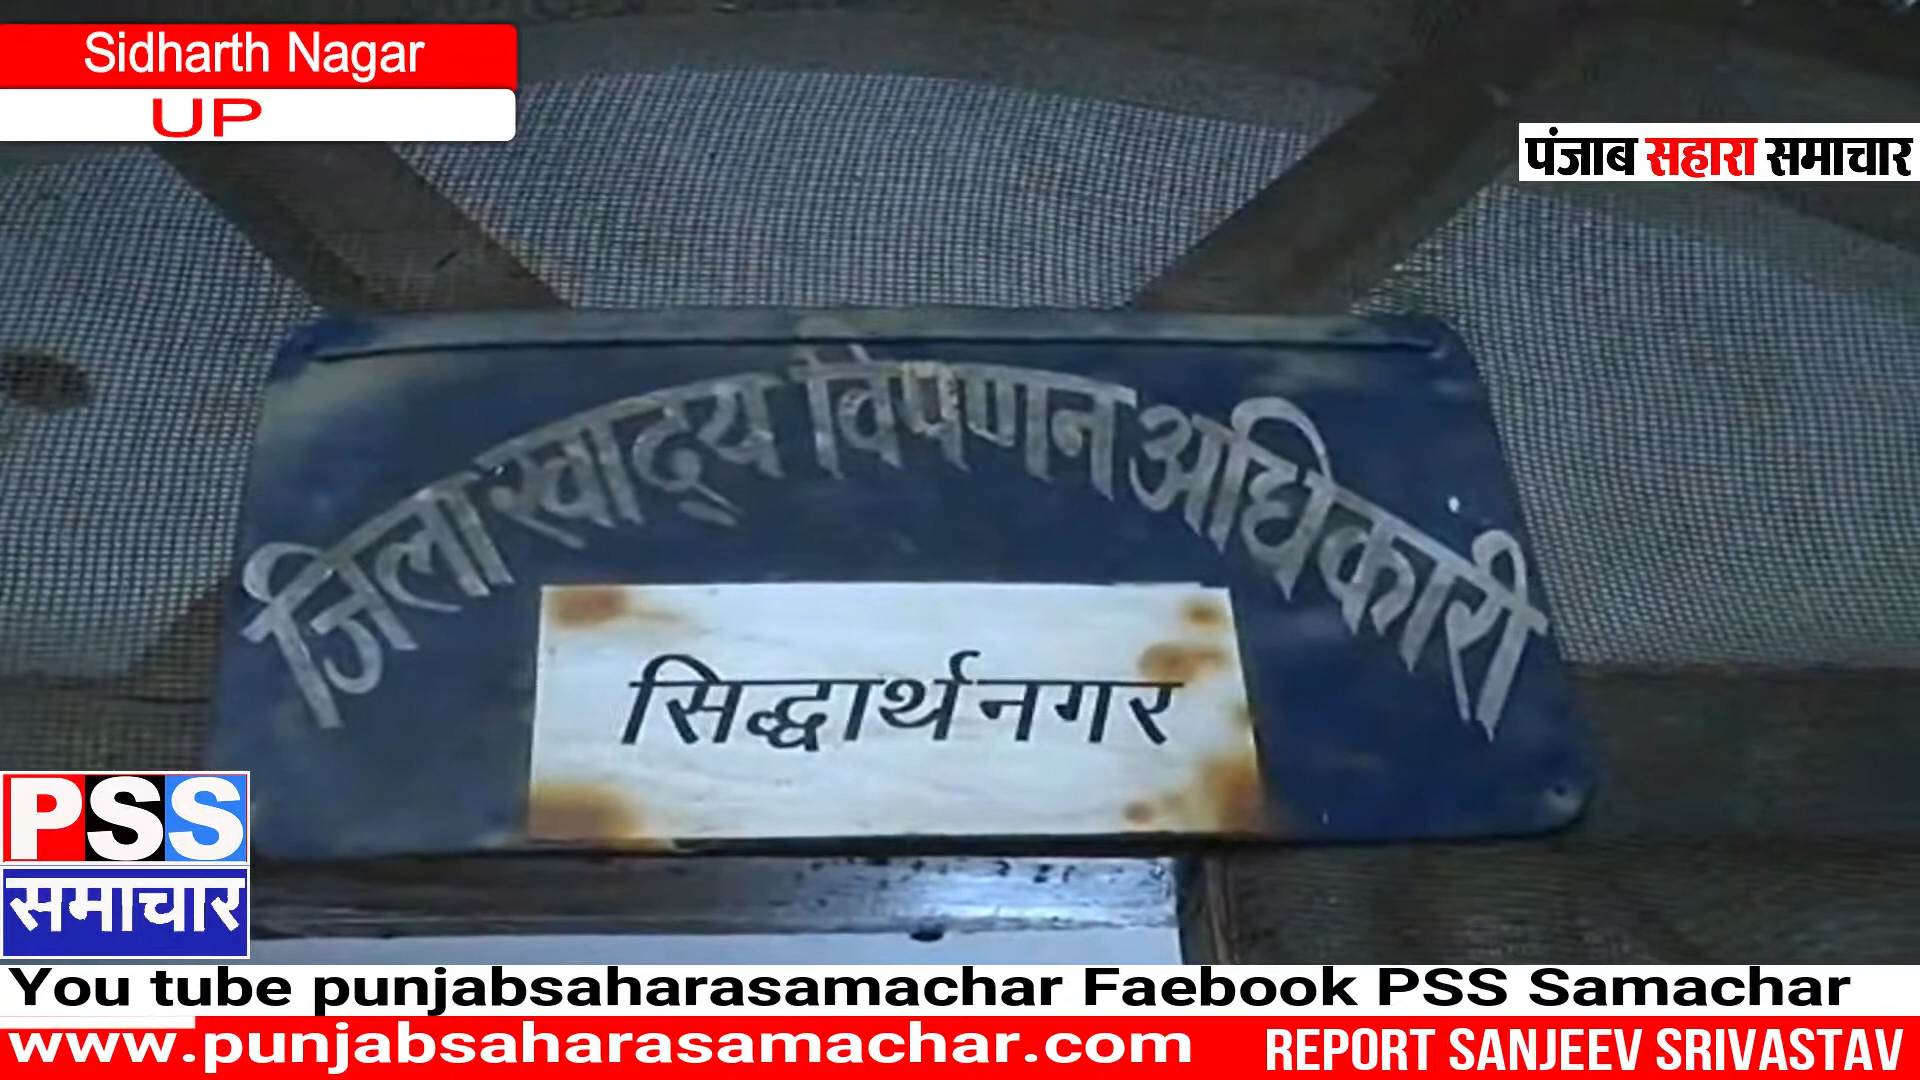 Sidharth Nagar
UP
पंजाब सहारा समाचार
जिला खाद्य विपणन अधिकारी
सिद्धार्थनगर
PSS
समाचार
You tube punjabsaharasamachar Faebook PSS Samachar
www.punjabsaharasamachar.com
REPORT SANJEEV SRIVASTAV